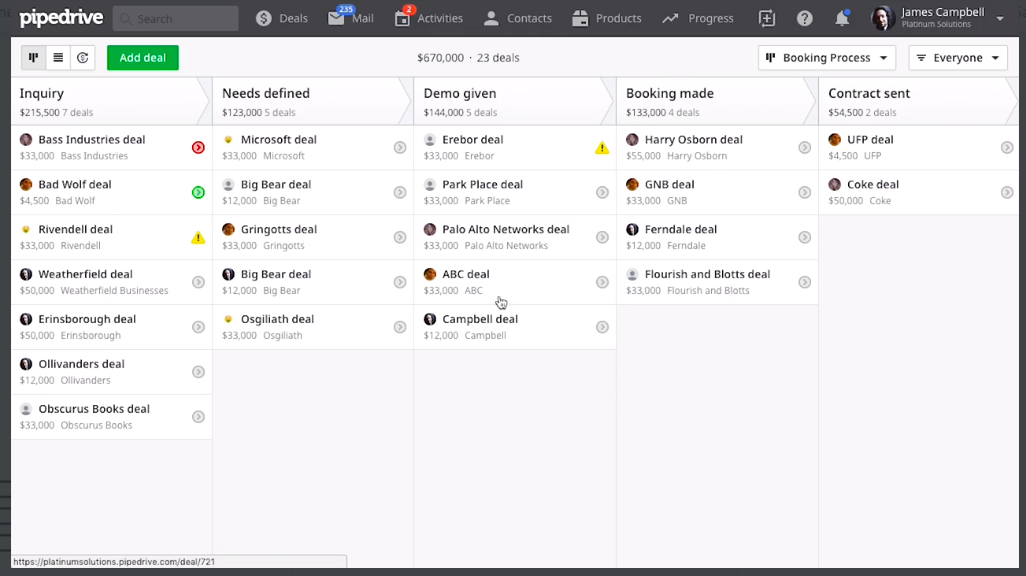 pipedrive
Search
Deals
235
Mail
2
Activities
Contacts
Products
Progress
James Campbell
Platinum Solutions
Add deal
$670,000 · 23 deals
Booking Process
Everyone
Inquiry
$215,500 7 deals
Bass Industries deal
$33,000 Bass Industries
Bad Wolf deal
$4,500 Bad Wolf
Rivendell deal
$33,000 Rivendell
Weatherfield deal
$50,000 Weatherfield Businesses
Erinsborough deal
$50,000 Erinsborough
Ollivanders deal
$12,000 Ollivanders
Obscurus Books deal
$33,000 Obscurus Books
Needs defined
$123,000 5 deals
Microsoft deal
$33,000 Microsoft
Big Bear deal
$12,000 Big Bear
Gringotts deal
$33,000 Gringotts
Big Bear deal
$12,000 Big Bear
Osgiliath deal
$33,000 Osgiliath
Demo given
$144,000 5 deals
Erebor deal
$33,000 Erebor
Park Place deal
$33,000 Park Place
Palo Alto Networks deal
$33,000 Palo Alto Networks
ABC deal
$33,000 ABC
Campbell deal
$12,000 Campbell
Booking made
$133,000 4 deals
Harry Osborn deal
$55,000 Harry Osborn
GNB deal
$33,000 GNB
Ferndale deal
$12,000 Ferndale
Flourish and Blotts deal
$33,000 Flourish and Blotts
Contract sent
$54,500 2 deals
UFP deal
$4,500 UFP
Coke deal
$50,000 Coke
https://platinumsolutions.pipedrive.com/deal/721